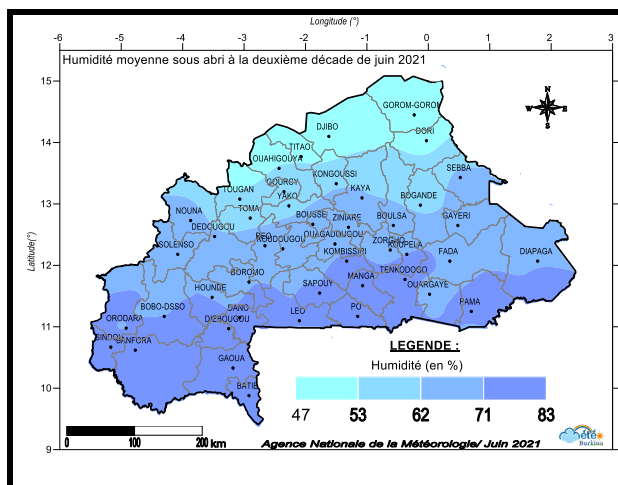 Longitude (°)
-6 -5 -4 -3 -2 -1 0 1 2 3
Humidité moyenne sous abri à la deuxième décade de juin 2021
15
GOROM-GOROM
N
W E
S
DJIBO
14
DORI
TITAO
OUAHIGOUYA
SEBBA
KONGOUSSI
GOURCY
KAYA
13
TOUGAN
YAKO
BOGANDE
NOUNA
TOMA
BOUSSE
ZINIARE
BOULSA
GAYERI
DEDOUGOU
REO
KOUDOUGOU
OUAGADOUGOU
ZORGHO
KOUPELA
SOLENSO
KOMBISSIRI
FADA
DIAPAGA
12
Latitude(°)
BOROMO
MANGA
TENKODOGO
HOUNDE
SAPOUY
OUARGAYE
BOBO-DSSO
DANO
LEO
PO
PAMA
ORODARA
DIEBOUGOU
11
SINDOU
BANFORA
LEGENDE :
GAOUA
Humidité (en %)
10
BATIE
47 53 62 71 83
0 100 200 km
Agence Nationale de la Météorologie/ Juin 2021
9
Météo
Burkina